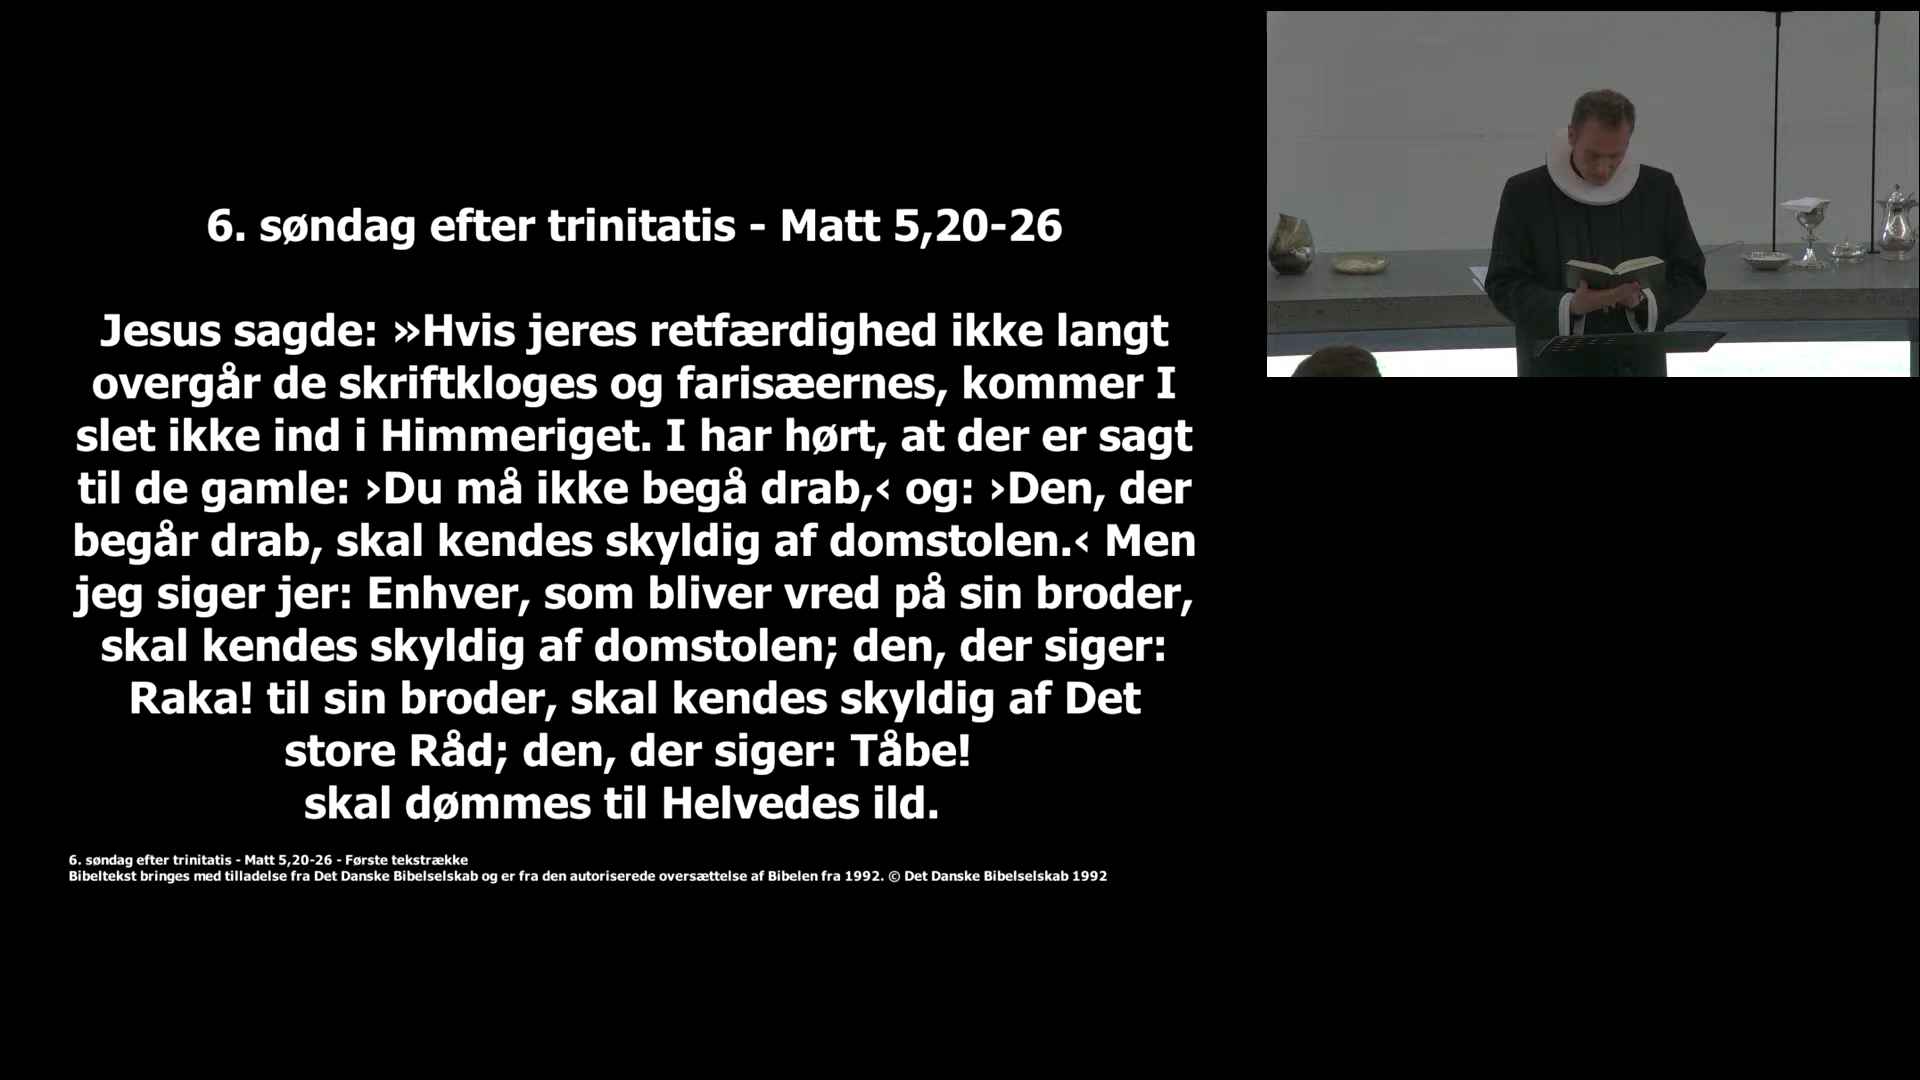 6. søndag efter trinitatis - Matt 5,20-26
Jesus sagde: »Hvis jeres retfærdighed ikke langt
overgår de skriftkloges og farisæernes, kommer I
slet ikke ind i Himmeriget. I har hørt, at der er sagt
til de gamle: ›Du må ikke begå drab,‹ og: ›Den, der
begår drab, skal kendes skyldig af domstolen.‹ Men
jeg siger jer: Enhver, som bliver vred på sin broder,
skal kendes skyldig af domstolen; den, der siger:
Raka! til sin broder, skal kendes skyldig af Det
store Råd; den, der siger: Tåbe!
skal dømmes til Helvedes ild.
6. søndag efter trinitatis - Matt 5,20-26 - Første tekstrække
Bibeltekst bringes med tilladelse fra Det Danske Bibelselskab og er fra den autoriserede oversættelse af Bibelen fra 1992. © Det Danske Bibelselskab 1992